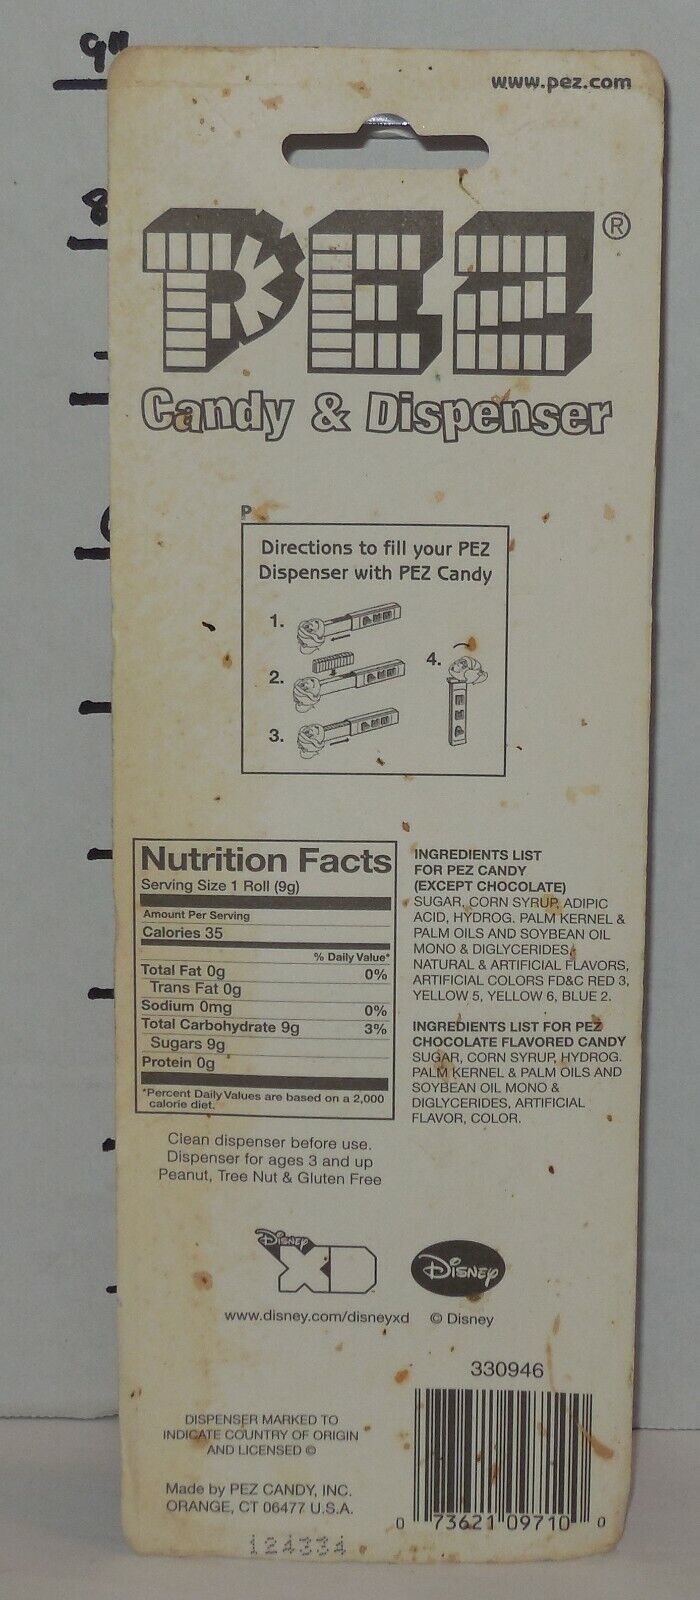 9"
www.pez.com
8
PEZ®
Candy & Dispenser
P
Directions to fill your PEZ
Dispenser with PEZ Candy
1.
2.
3.
4.
Nutrition Facts
Serving Size 1 Roll (9g)
Amount Per Serving
Calories 35
% Daily Value*
Total Fat 0g 0%
Trans Fat 0g
Sodium 0mg 0%
Total Carbohydrate 9g 3%
Sugars 9g
Protein 0g
*Percent Daily Values are based on a 2,000
calorie diet.
INGREDIENTS LIST
FOR PEZ CANDY
(EXCEPT CHOCOLATE)
SUGAR, CORN SYRUP, ADIPIC
ACID, HYDROG. PALM KERNEL &
PALM OILS AND SOYBEAN OIL
MONO & DIGLYCERIDES,
NATURAL & ARTIFICIAL FLAVORS,
ARTIFICIAL COLORS FD&C RED 3,
YELLOW 5, YELLOW 6, BLUE 2.
INGREDIENTS LIST FOR PEZ
CHOCOLATE FLAVORED CANDY
SUGAR, CORN SYRUP, HYDROG.
PALM KERNEL & PALM OILS AND
SOYBEAN OIL MONO &
DIGLYCERIDES, ARTIFICIAL
FLAVOR, COLOR.
Clean dispenser before use.
Dispenser for ages 3 and up
Peanut, Tree Nut & Gluten Free
Disney XD
Disney
www.disney.com/disneyxd © Disney
330946
DISPENSER MARKED TO
INDICATE COUNTRY OF ORIGIN
AND LICENSED ©
Made by PEZ CANDY, INC.
ORANGE, CT 06477 U.S.A.
0 73621 09710 0
124334